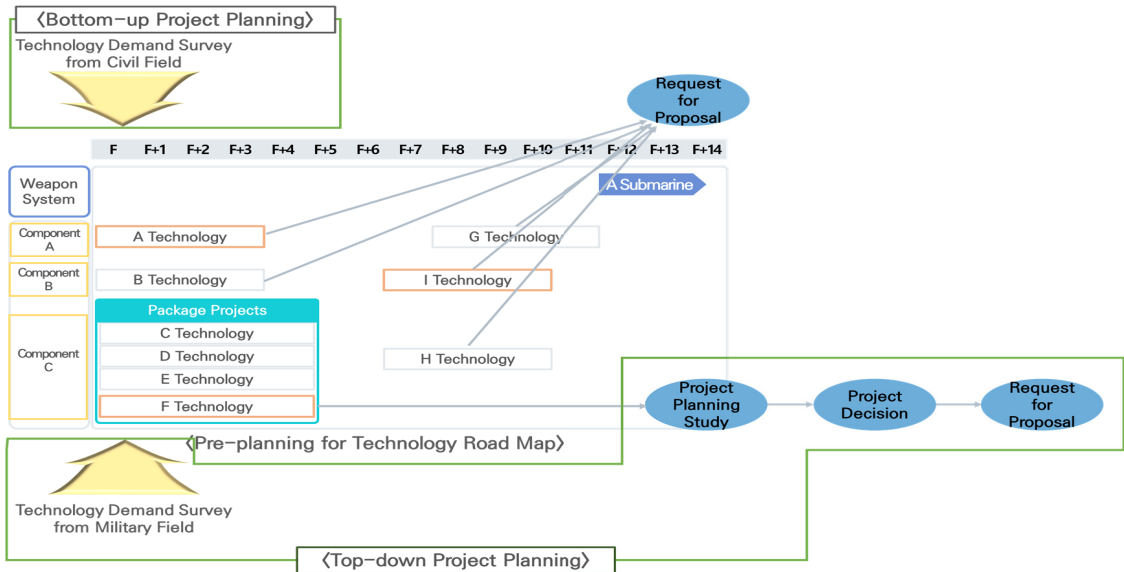 〈Bottom-up Project Planning〉
Technology Demand Survey
from Civil Field
Request
for
Proposal
F F+1 F+2 F+3 F+4 F+5 F+6 F+7 F+8 F+9 F+10 F+11 F+12 F+13 F+14
Weapon
System
A Submarine
Component
A
A Technology
G Technology
Component
B
B Technology
I Technology
Package Projects
C Technology
D Technology
E Technology
F Technology
Component
C
H Technology
Project
Planning
Study
Project
Decision
Request
for
Proposal
〈Pre-planning for Technology Road Map〉
Technology Demand Survey
from Military Field
〈Top-down Project Planning〉